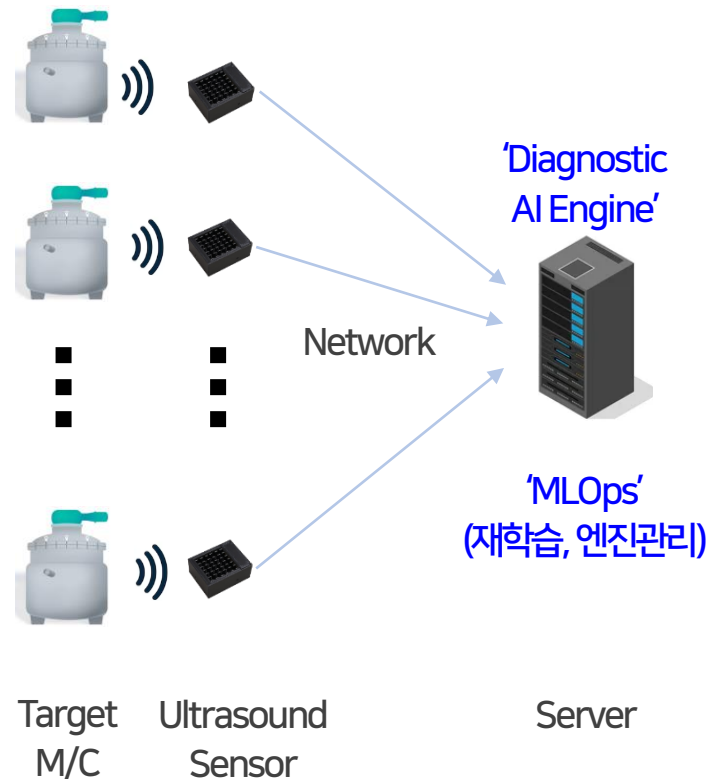 'Diagnostic
AI Engine'
Network
'MLOps'
(재학습, 엔진관리)
Target
M/C
Ultrasound
Sensor
Server